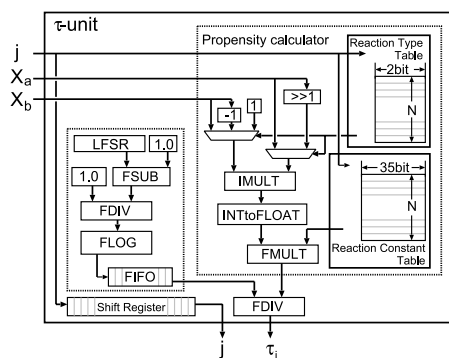 τ-unit
Propensity calculator
Reaction Type
Table
2bit
N
j
Xa
Xb
>>1
-1
1
LFSR
1.0
1.0
FSUB
FDIV
FLOG
FIFO
IMULT
INTtoFLOAT
FMULT
35bit
N
Reaction Constant
Table
Shift Register
FDIV
j
τj